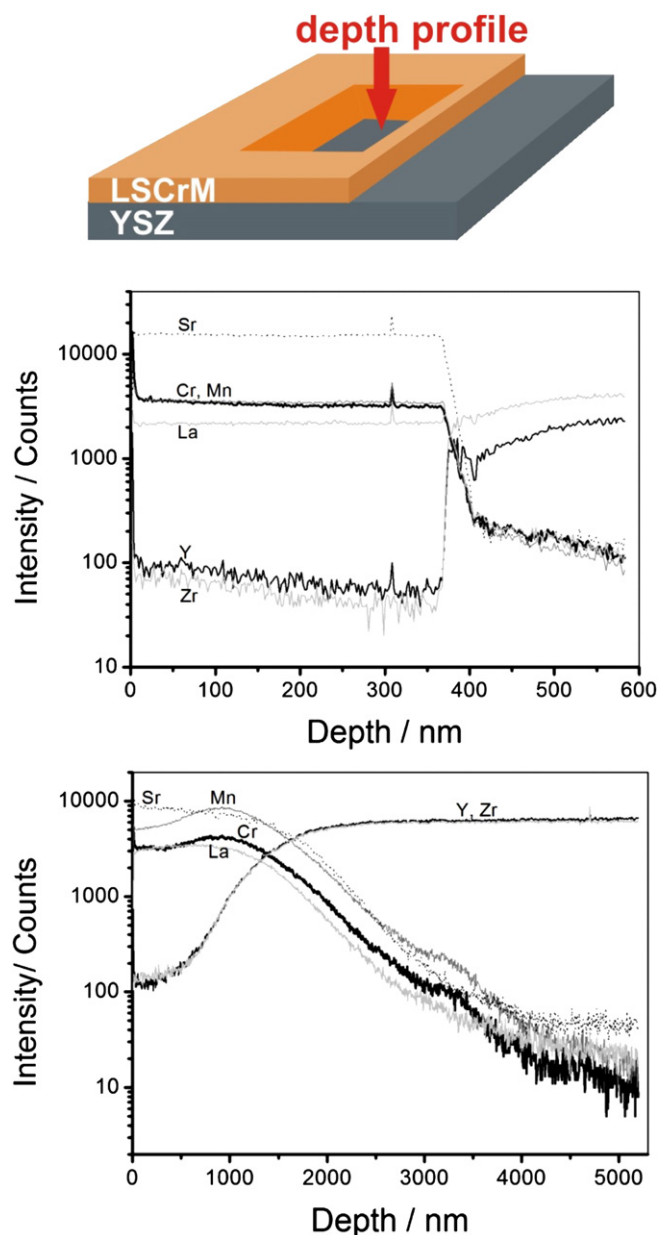 depth profile
LSCrM
YSZ
Sr
Cr, Mn
La
Y
Zr
10000
1000
100
10
Intensity / Counts
0 100 200 300 400 500 600
Depth / nm
Sr
Mn
Cr
La
Y, Zr
10000
1000
100
10
Intensity/ Counts
0 1000 2000 3000 4000 5000
Depth / nm